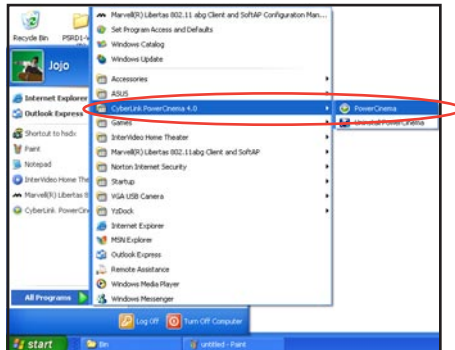 Recycle Bin
Jojo
Internet Explorer
Outlook Express
Shortcut to hsdv
Paint
Notepad
InterVideo Home The
Marvell(R) Libertas 8
CyberLink PowerCin
All Programs
Marvell(R) Libertas 802.11 abg Client and SoftAP Configuration Man...
Set Program Access and Defaults
Windows Catalog
Windows Update
Accessories
ASUS
CyberLink PowerCinema 4.0
Games
InterVideo Home Theater
Marvell(R) Libertas 802.11abg Client and SoftAP
Norton Internet Security
Startup
VGA USB Camera
YzDock
Internet Explorer
MSN Explorer
Outlook Express
Remote Assistance
Windows Media Player
Windows Messenger
PowerCinema
Uninstall PowerCinema
Log Off
Turn Off Computer
start
Bin
untitled - Paint